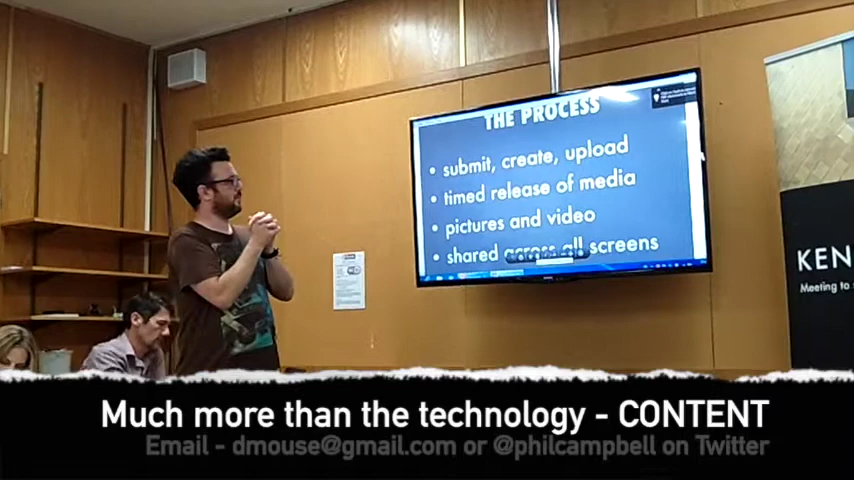 THE PROCESS
• submit, create, upload
• timed release of media
• pictures and video
• shared across all screens
KEN
Meeting to
Much more than the technology - CONTENT
Email - dmouse@gmail.com or @philcampbell on Twitter